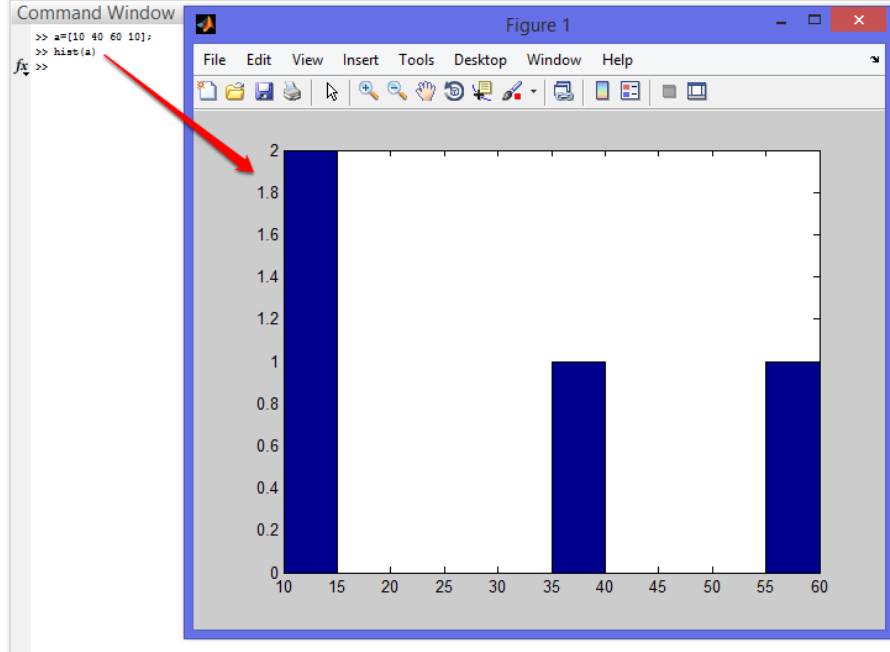 Command Window
>> a=[10 40 60 10];
>> hist(a)
fx >>
Figure 1
File Edit View Insert Tools Desktop Window Help
2
1.8
1.6
1.4
1.2
1
0.8
0.6
0.4
0.2
0
10 15 20 25 30 35 40 45 50 55 60